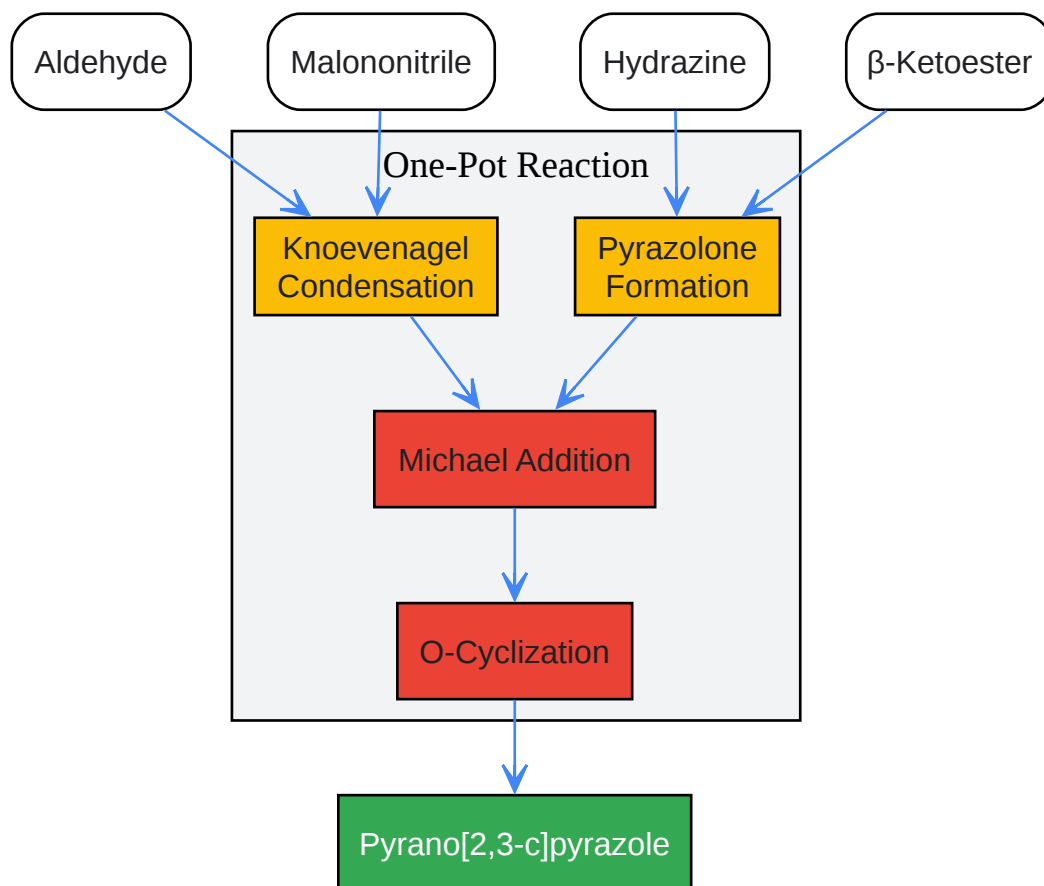 Aldehyde
Malononitrile
Hydrazine
β-Ketoester
One-Pot Reaction
Knoevenagel
Condensation
Pyrazolone
Formation
Michael Addition
O-Cyclization
Pyrano[2,3-c]pyrazole